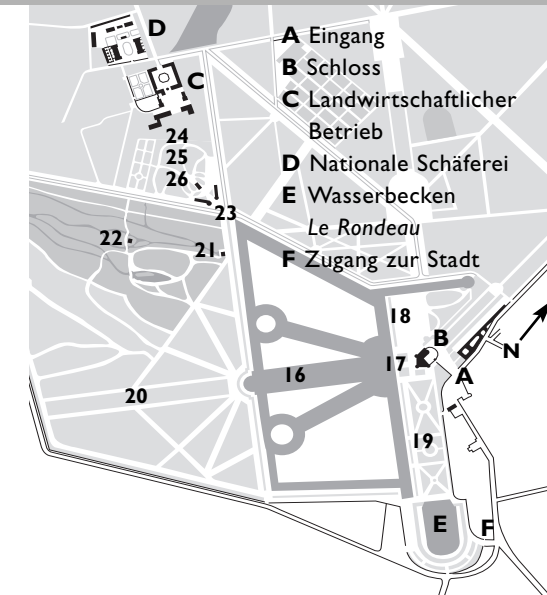 A Eingang
B Schloss
C Landwirtschaftlicher
Betrieb
D Nationale Schäferei
E Wasserbecken
Le Rondeau
F Zugang zur Stadt
D
C
24
25
26
23
22
21
18
B
N
17
16
A
20
19
E
F